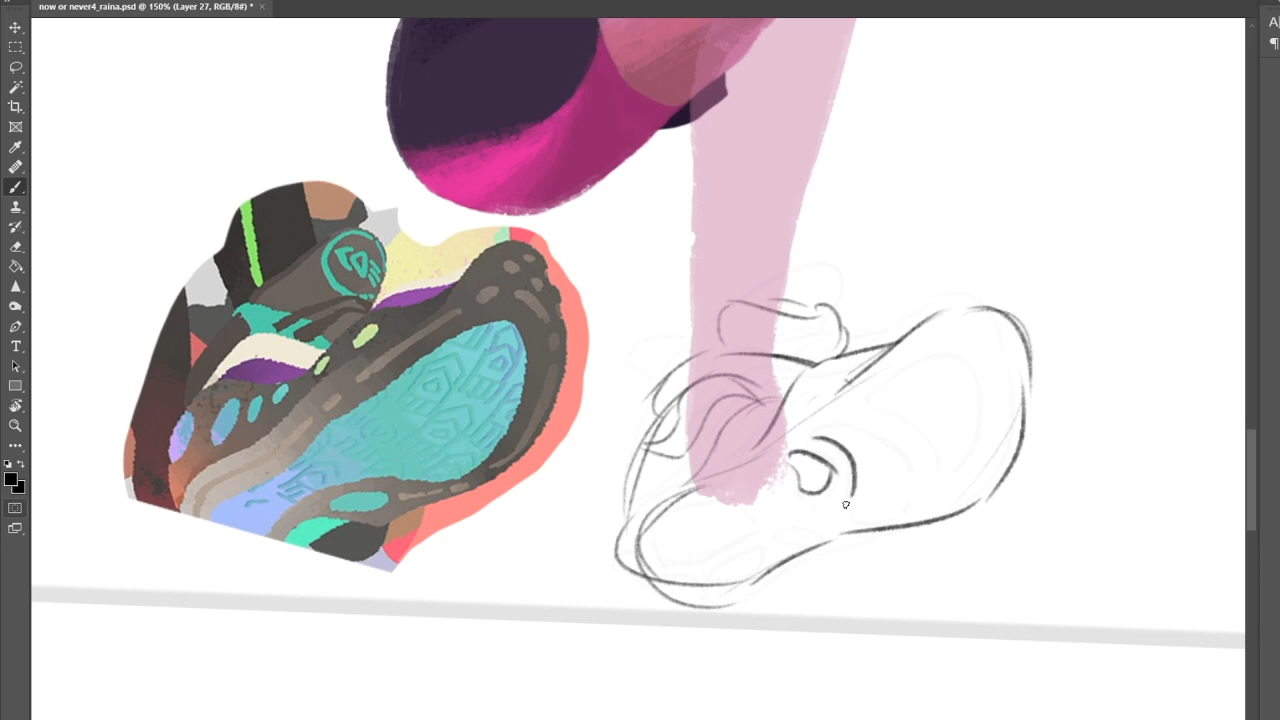 now or never4_raina.psd @ 150% (Layer 27, RGB/8#) *